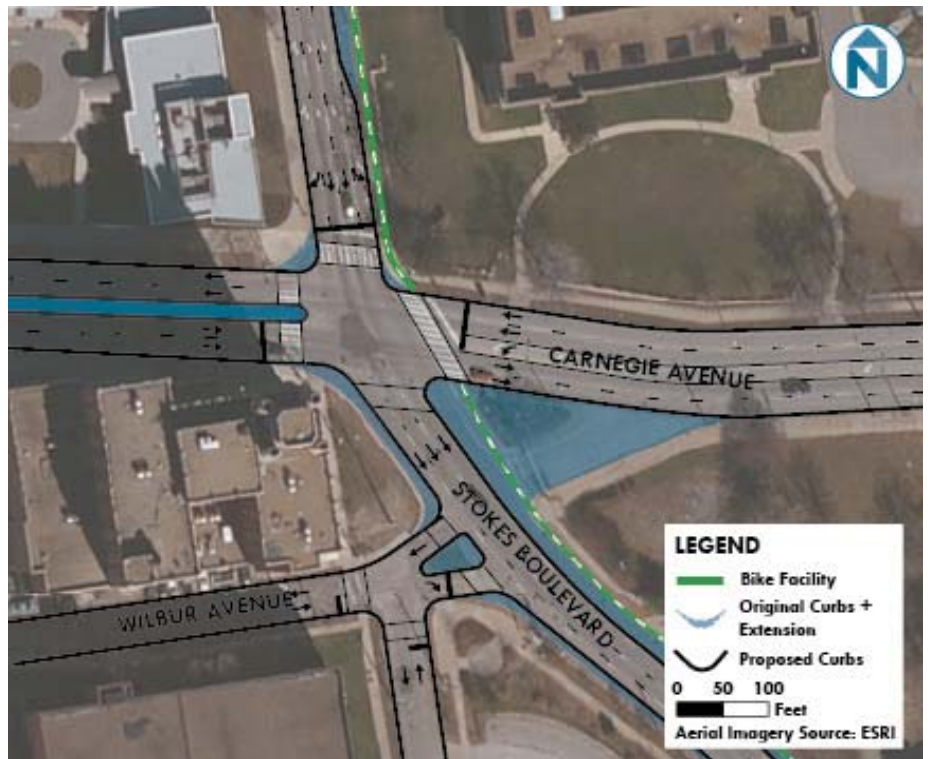 N
CARNEGIE AVENUE
STOKES BOULEVARD
WILBUR AVENUE
LEGEND
Bike Facility
Original Curbs +
Extension
Proposed Curbs
0 50 100
Feet
Aerial Imagery Source: ESRI